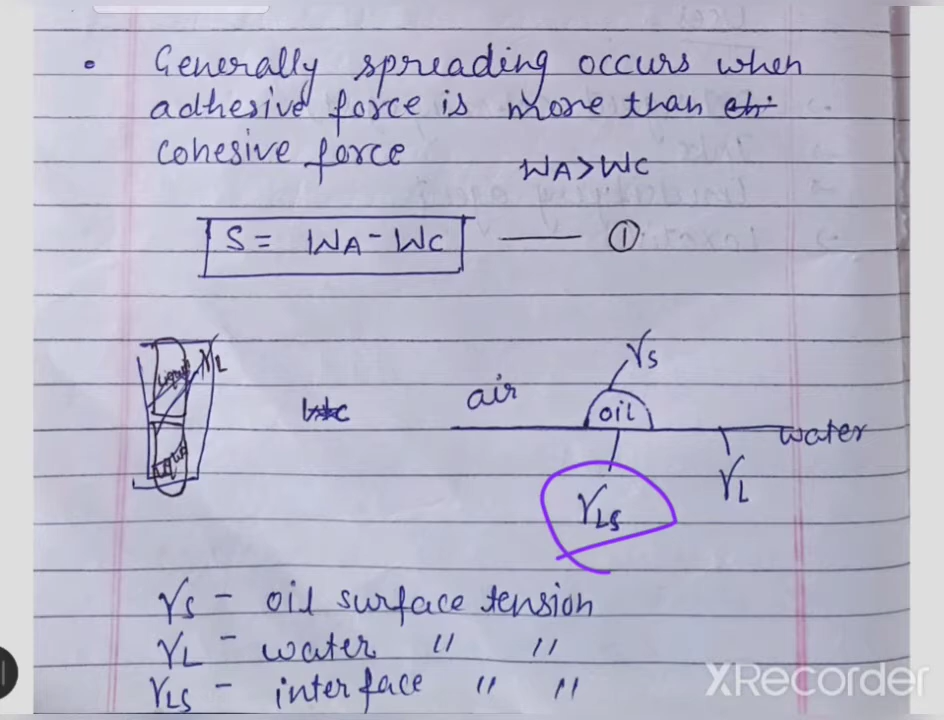 • Generally spreading occurs when
adhesive force is more than
cohesive force
WA>WC
S = WA - WC —— ①
γL
γS
air
oil
water
γLS
γL
γS - oil surface tension
γL - water " "
γLS - interface " "
XRecorder